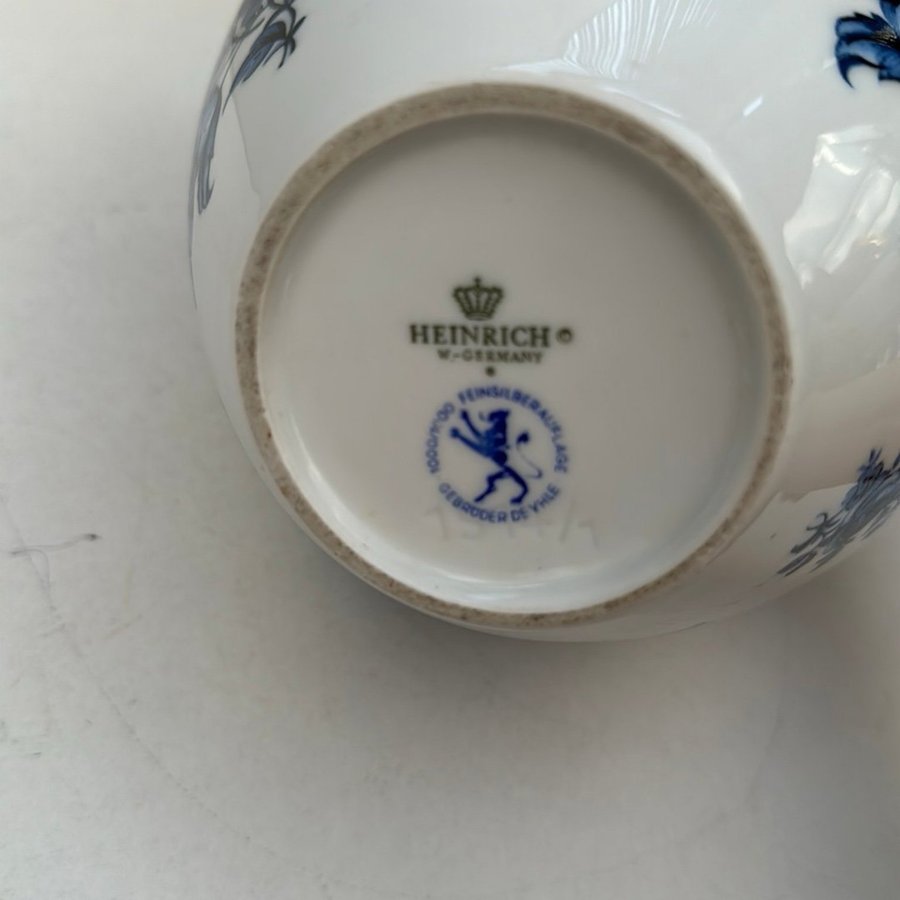 HEINRICH ©
W.-GERMANY
1000/1000 FEINSILBERAUFLAGE
GEBRÜDER DEYHLE